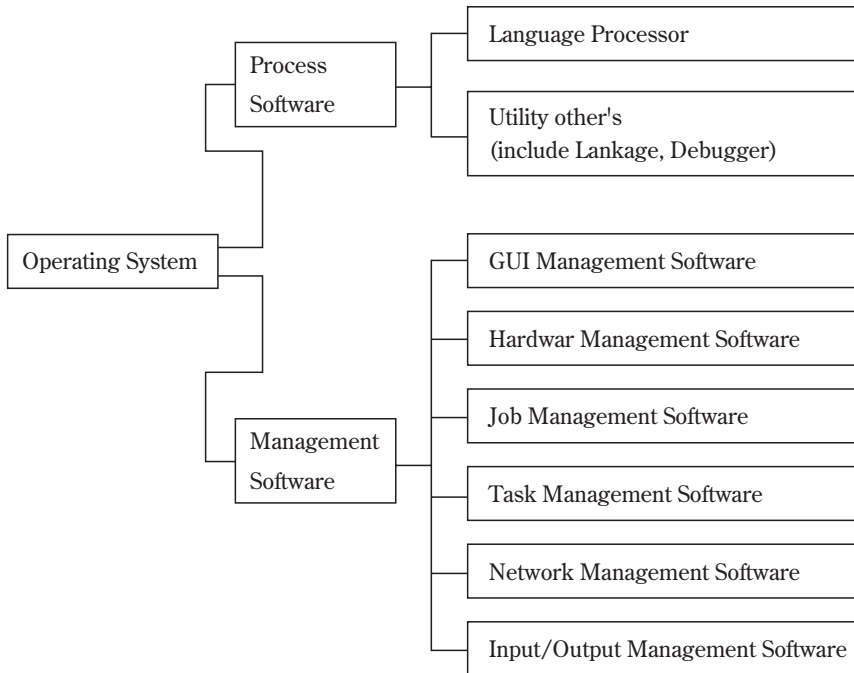 Language Processor
Process
Software
Utility other's
(include Lankage, Debugger)
Operating System
GUI Management Software
Hardwar Management Software
Job Management Software
Management
Software
Task Management Software
Network Management Software
Input/Output Management Software